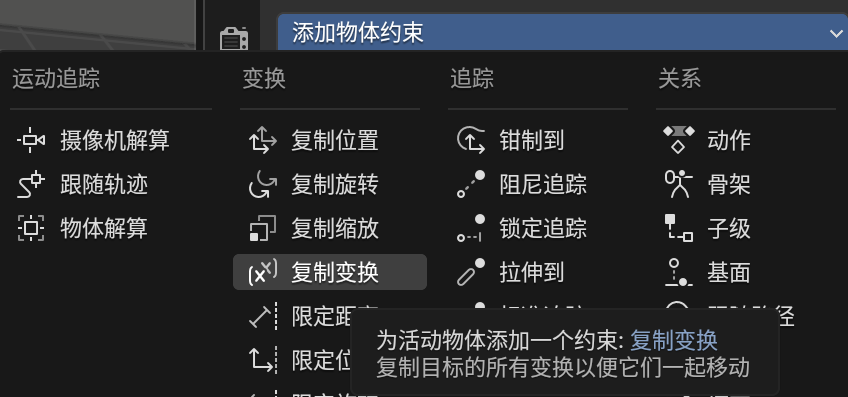 添加物体约束
运动追踪
摄像机解算
跟随轨迹
物体解算
变换
复制位置
复制旋转
复制缩放
复制变换
限定
限定
追踪
钳制到
阻尼追踪
锁定追踪
拉伸到
关系
动作
骨架
子级
基面
为活动物体添加一个约束: 复制变换
复制目标的所有变换以便它们一起移动